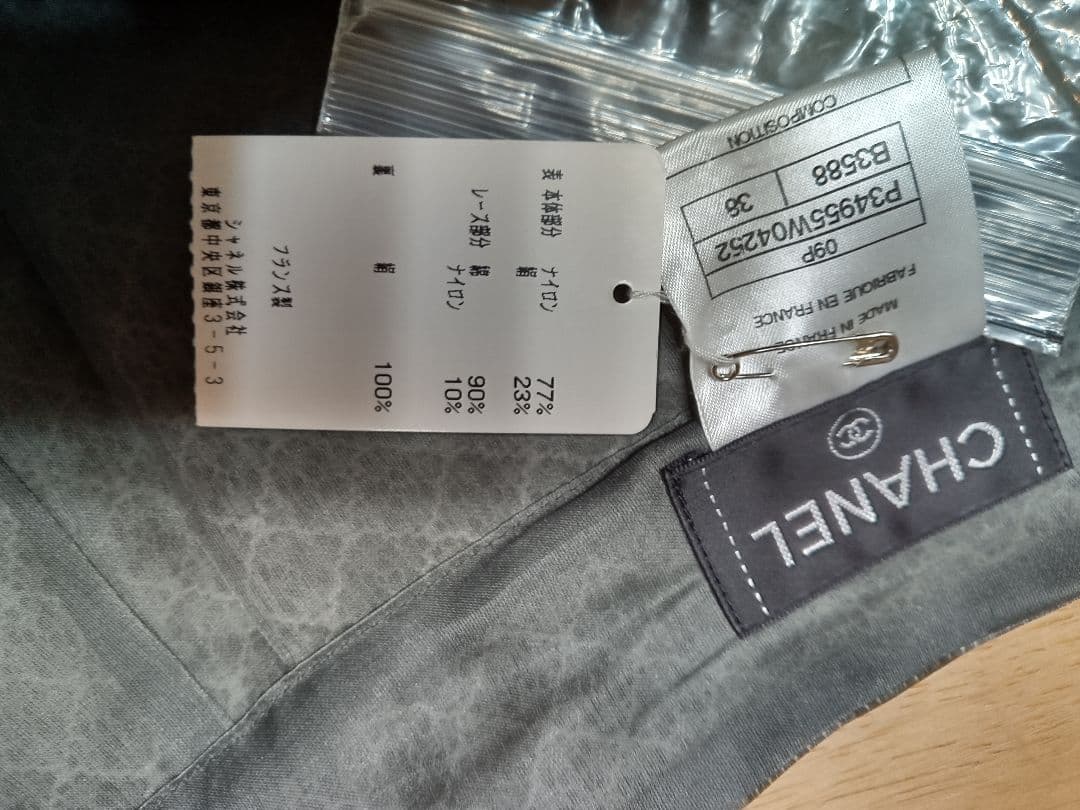 表 本体部分 ナイロン 77%
絹 23%
レース部分 綿 90%
ナイロン 10%
裏 絹 100%
フランス製
シャネル株式会社
東京都中央区銀座3-5-3
CHANEL
MADE IN FRANCE
FABRIQUE EN FRANCE
09P
P34955W04252
B3588 36
COMPOSITION